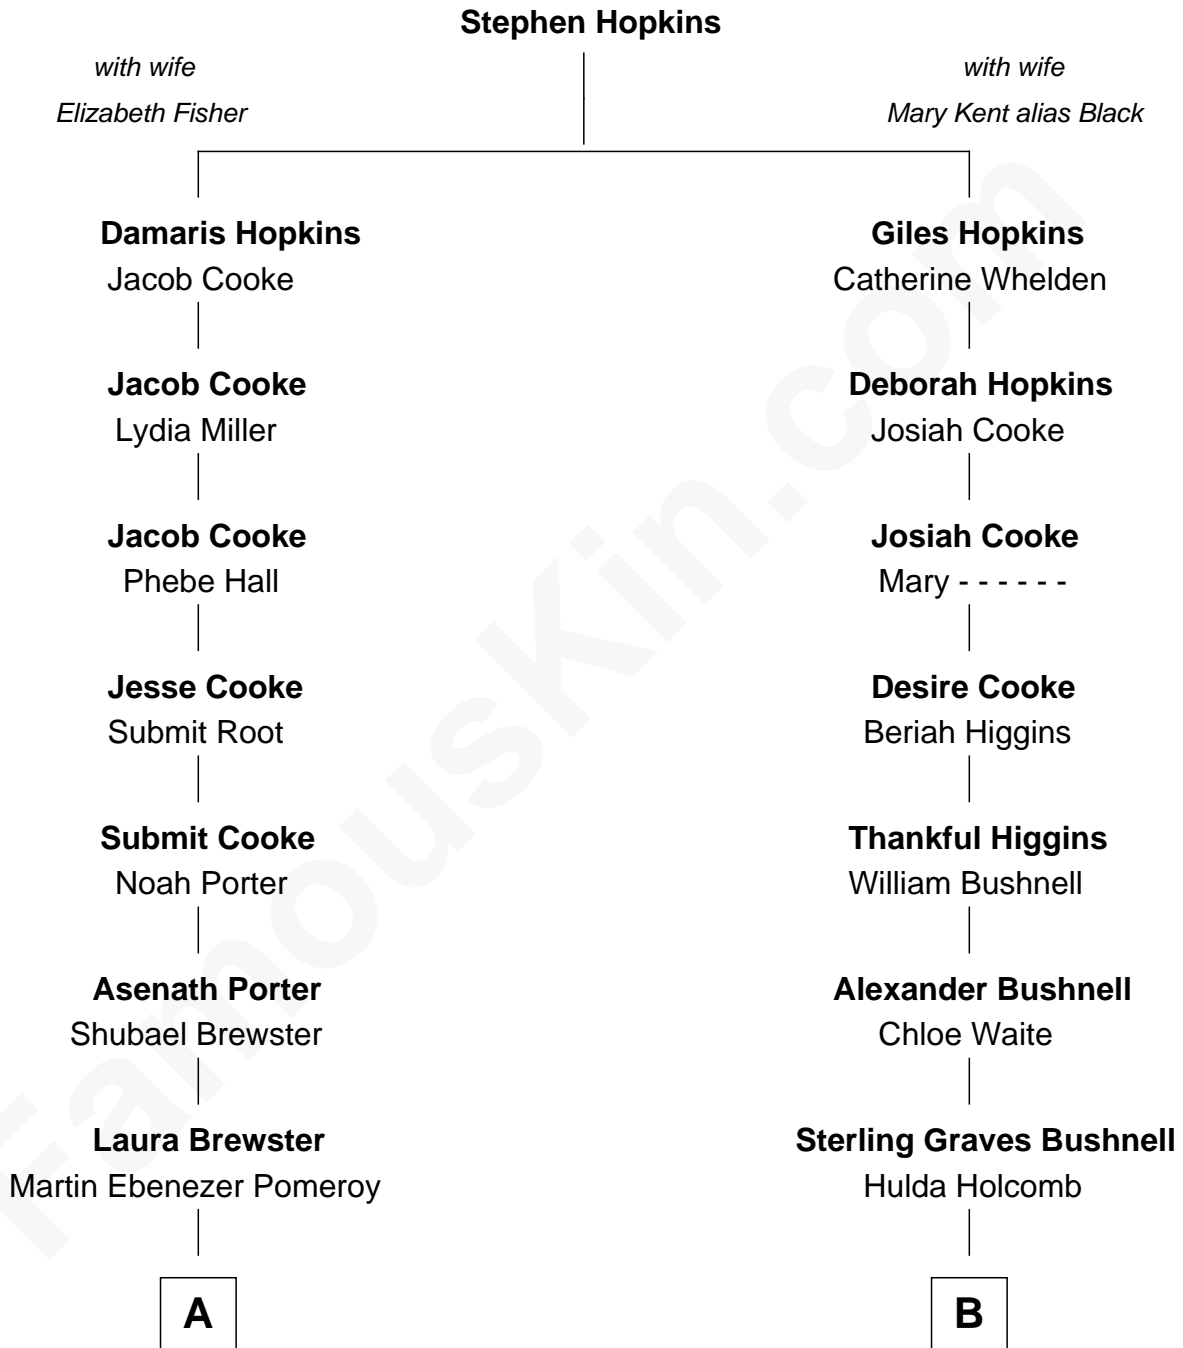 Stephen Hopkins
with wife
Elizabeth Fisher
with wife
Mary Kent alias Black
Damaris Hopkins
Jacob Cooke
Giles Hopkins
Catherine Whelden
Jacob Cooke
Lydia Miller
Deborah Hopkins
Josiah Cooke
Jacob Cooke
Phebe Hall
Josiah Cooke
Mary - - - - - -
Jesse Cooke
Submit Root
Desire Cooke
Beriah Higgins
Submit Cooke
Noah Porter
Thankful Higgins
William Bushnell
Asenath Porter
Shubael Brewster
Alexander Bushnell
Chloe Waite
Laura Brewster
Martin Ebenezer Pomeroy
Sterling Graves Bushnell
Hulda Holcomb
A
B
FamousKin.com